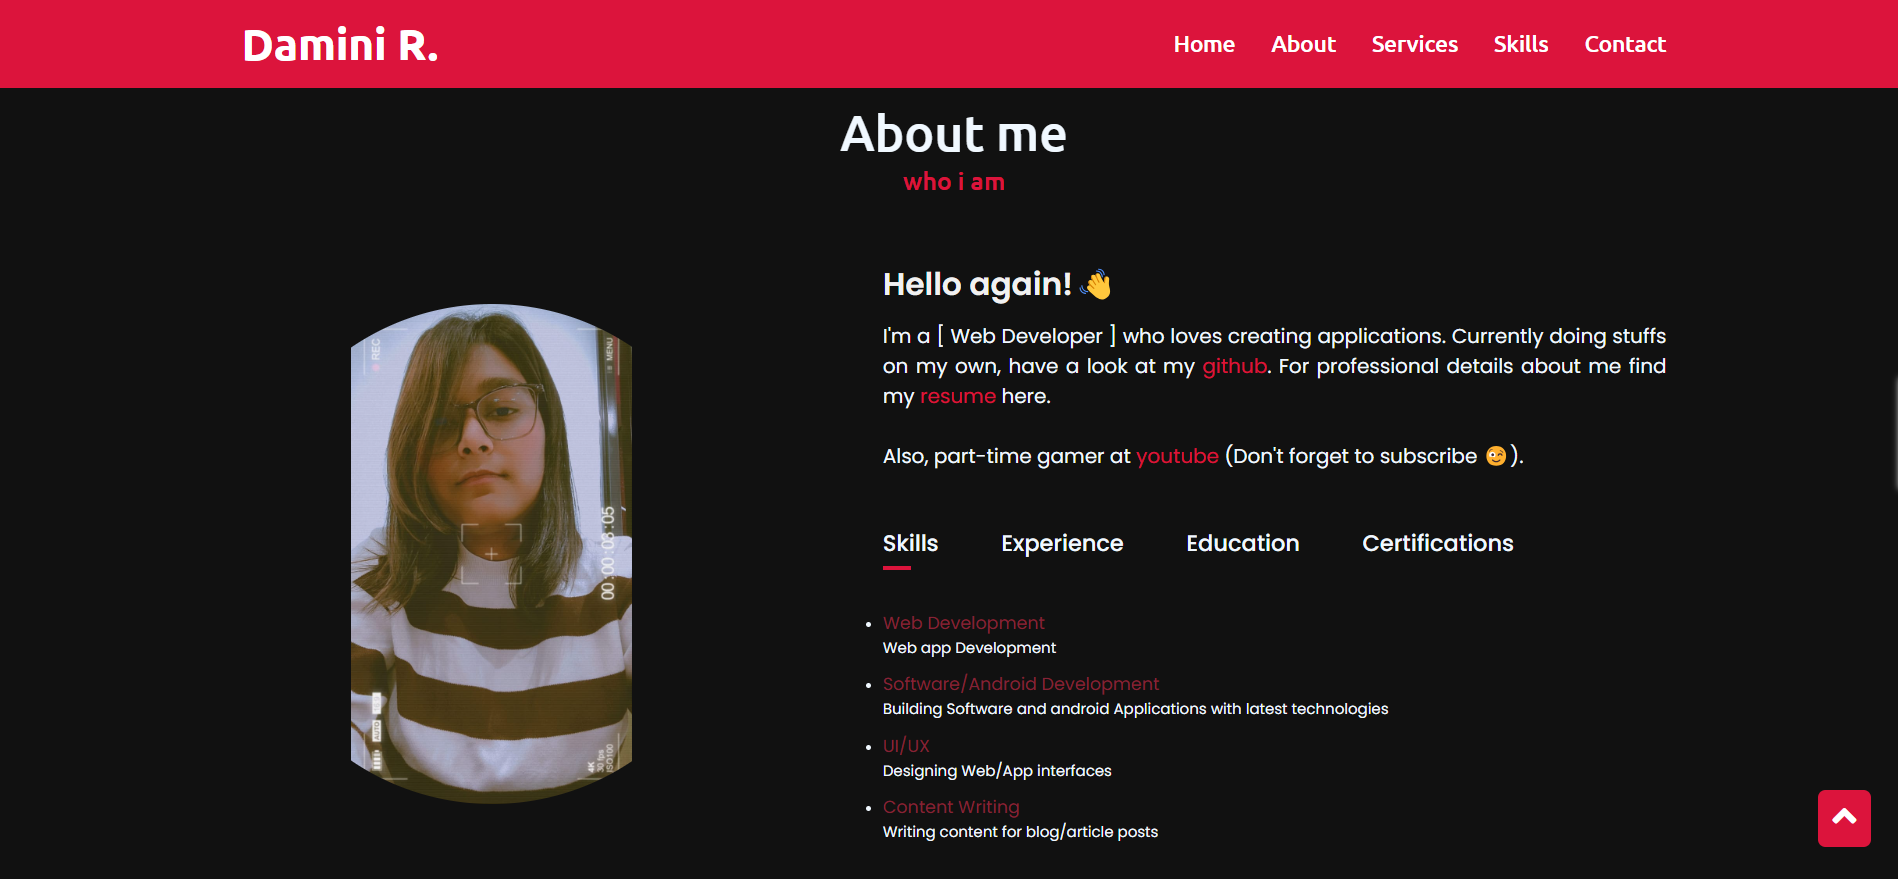 Damini R.
Home About Services Skills Contact
About me
who i am
Hello again! 👋
I'm a [ Web Developer ] who loves creating applications. Currently doing stuffs
on my own, have a look at my github. For professional details about me find
my resume here.
Also, part-time gamer at youtube (Don't forget to subscribe 😉).
Skills Experience Education Certifications
Web Development
Web app Development
Software/Android Development
Building Software and android Applications with latest technologies
UI/UX
Designing Web/App interfaces
Content Writing
Writing content for blog/article posts
REC
MENU
00:00:03:05
AUTO
4K
30 fps
ISO100